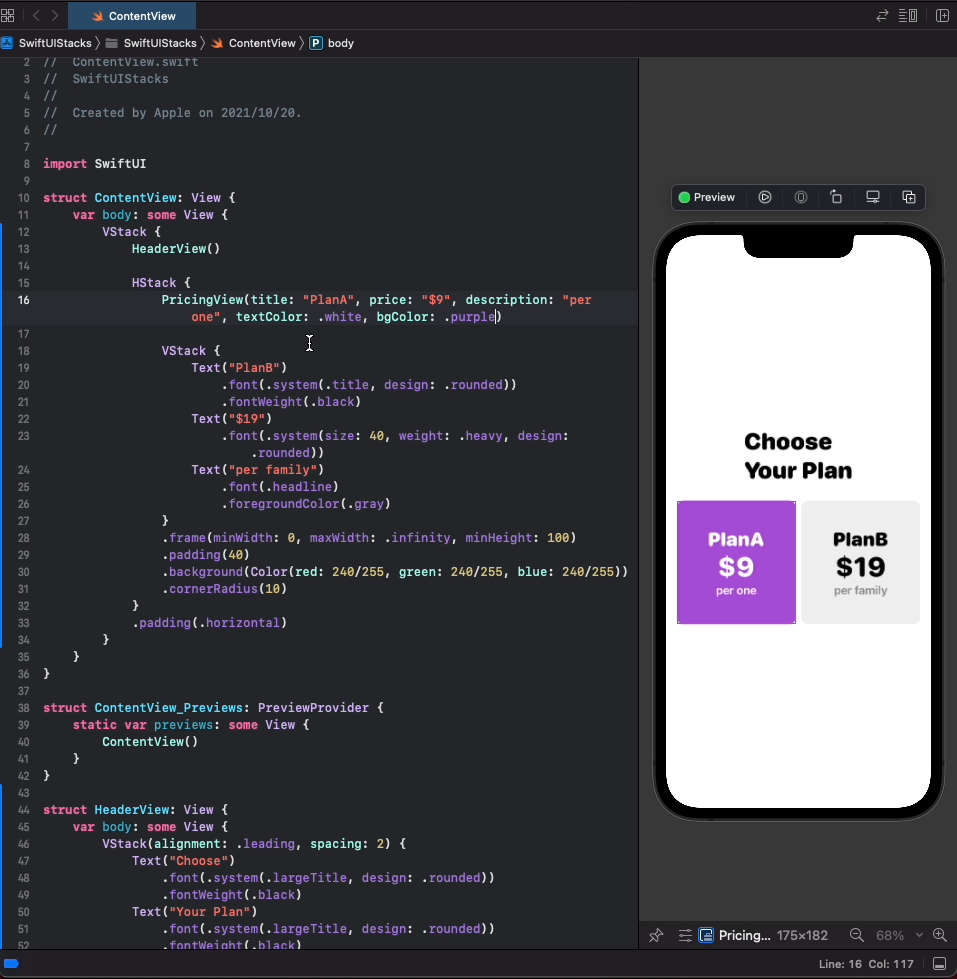 ContentView
SwiftUIStacks 〉 SwiftUIStacks 〉 ContentView 〉 P body
2 //  ContentView.swift
3 //  SwiftUIStacks
4 //
5 //  Created by Apple on 2021/10/20.
6 //
7
8 import SwiftUI
9
10 struct ContentView: View {
11     var body: some View {
12         VStack {
13             HeaderView()
14
15             HStack {
16                 PricingView(title: "PlanA", price: "$9", description: "per
one", textColor: .white, bgColor: .purple)
17
18                 VStack {
19                     Text("PlanB")
20                         .font(.system(.title, design: .rounded))
21                         .fontWeight(.black)
22                     Text("$19")
23                         .font(.system(size: 40, weight: .heavy, design:
.rounded))
24                     Text("per family")
25                         .font(.headline)
26                         .foregroundColor(.gray)
27                 }
28                 .frame(minWidth: 0, maxWidth: .infinity, minHeight: 100)
29                 .padding(40)
30                 .background(Color(red: 240/255, green: 240/255, blue: 240/255))
31                 .cornerRadius(10)
32             }
33             .padding(.horizontal)
34         }
35     }
36 }
37
38 struct ContentView_Previews: PreviewProvider {
39     static var previews: some View {
40         ContentView()
41     }
42 }
43
44 struct HeaderView: View {
45     var body: some View {
46         VStack(alignment: .leading, spacing: 2) {
47             Text("Choose")
48                 .font(.system(.largeTitle, design: .rounded))
49                 .fontWeight(.black)
50             Text("Your Plan")
51                 .font(.system(.largeTitle, design: .rounded))
52                 .fontWeight(.black)
Preview
Choose
Your Plan
PlanA
$9
per one
PlanB
$19
per family
Pricing... 175×182 68%
Line: 16 Col: 117